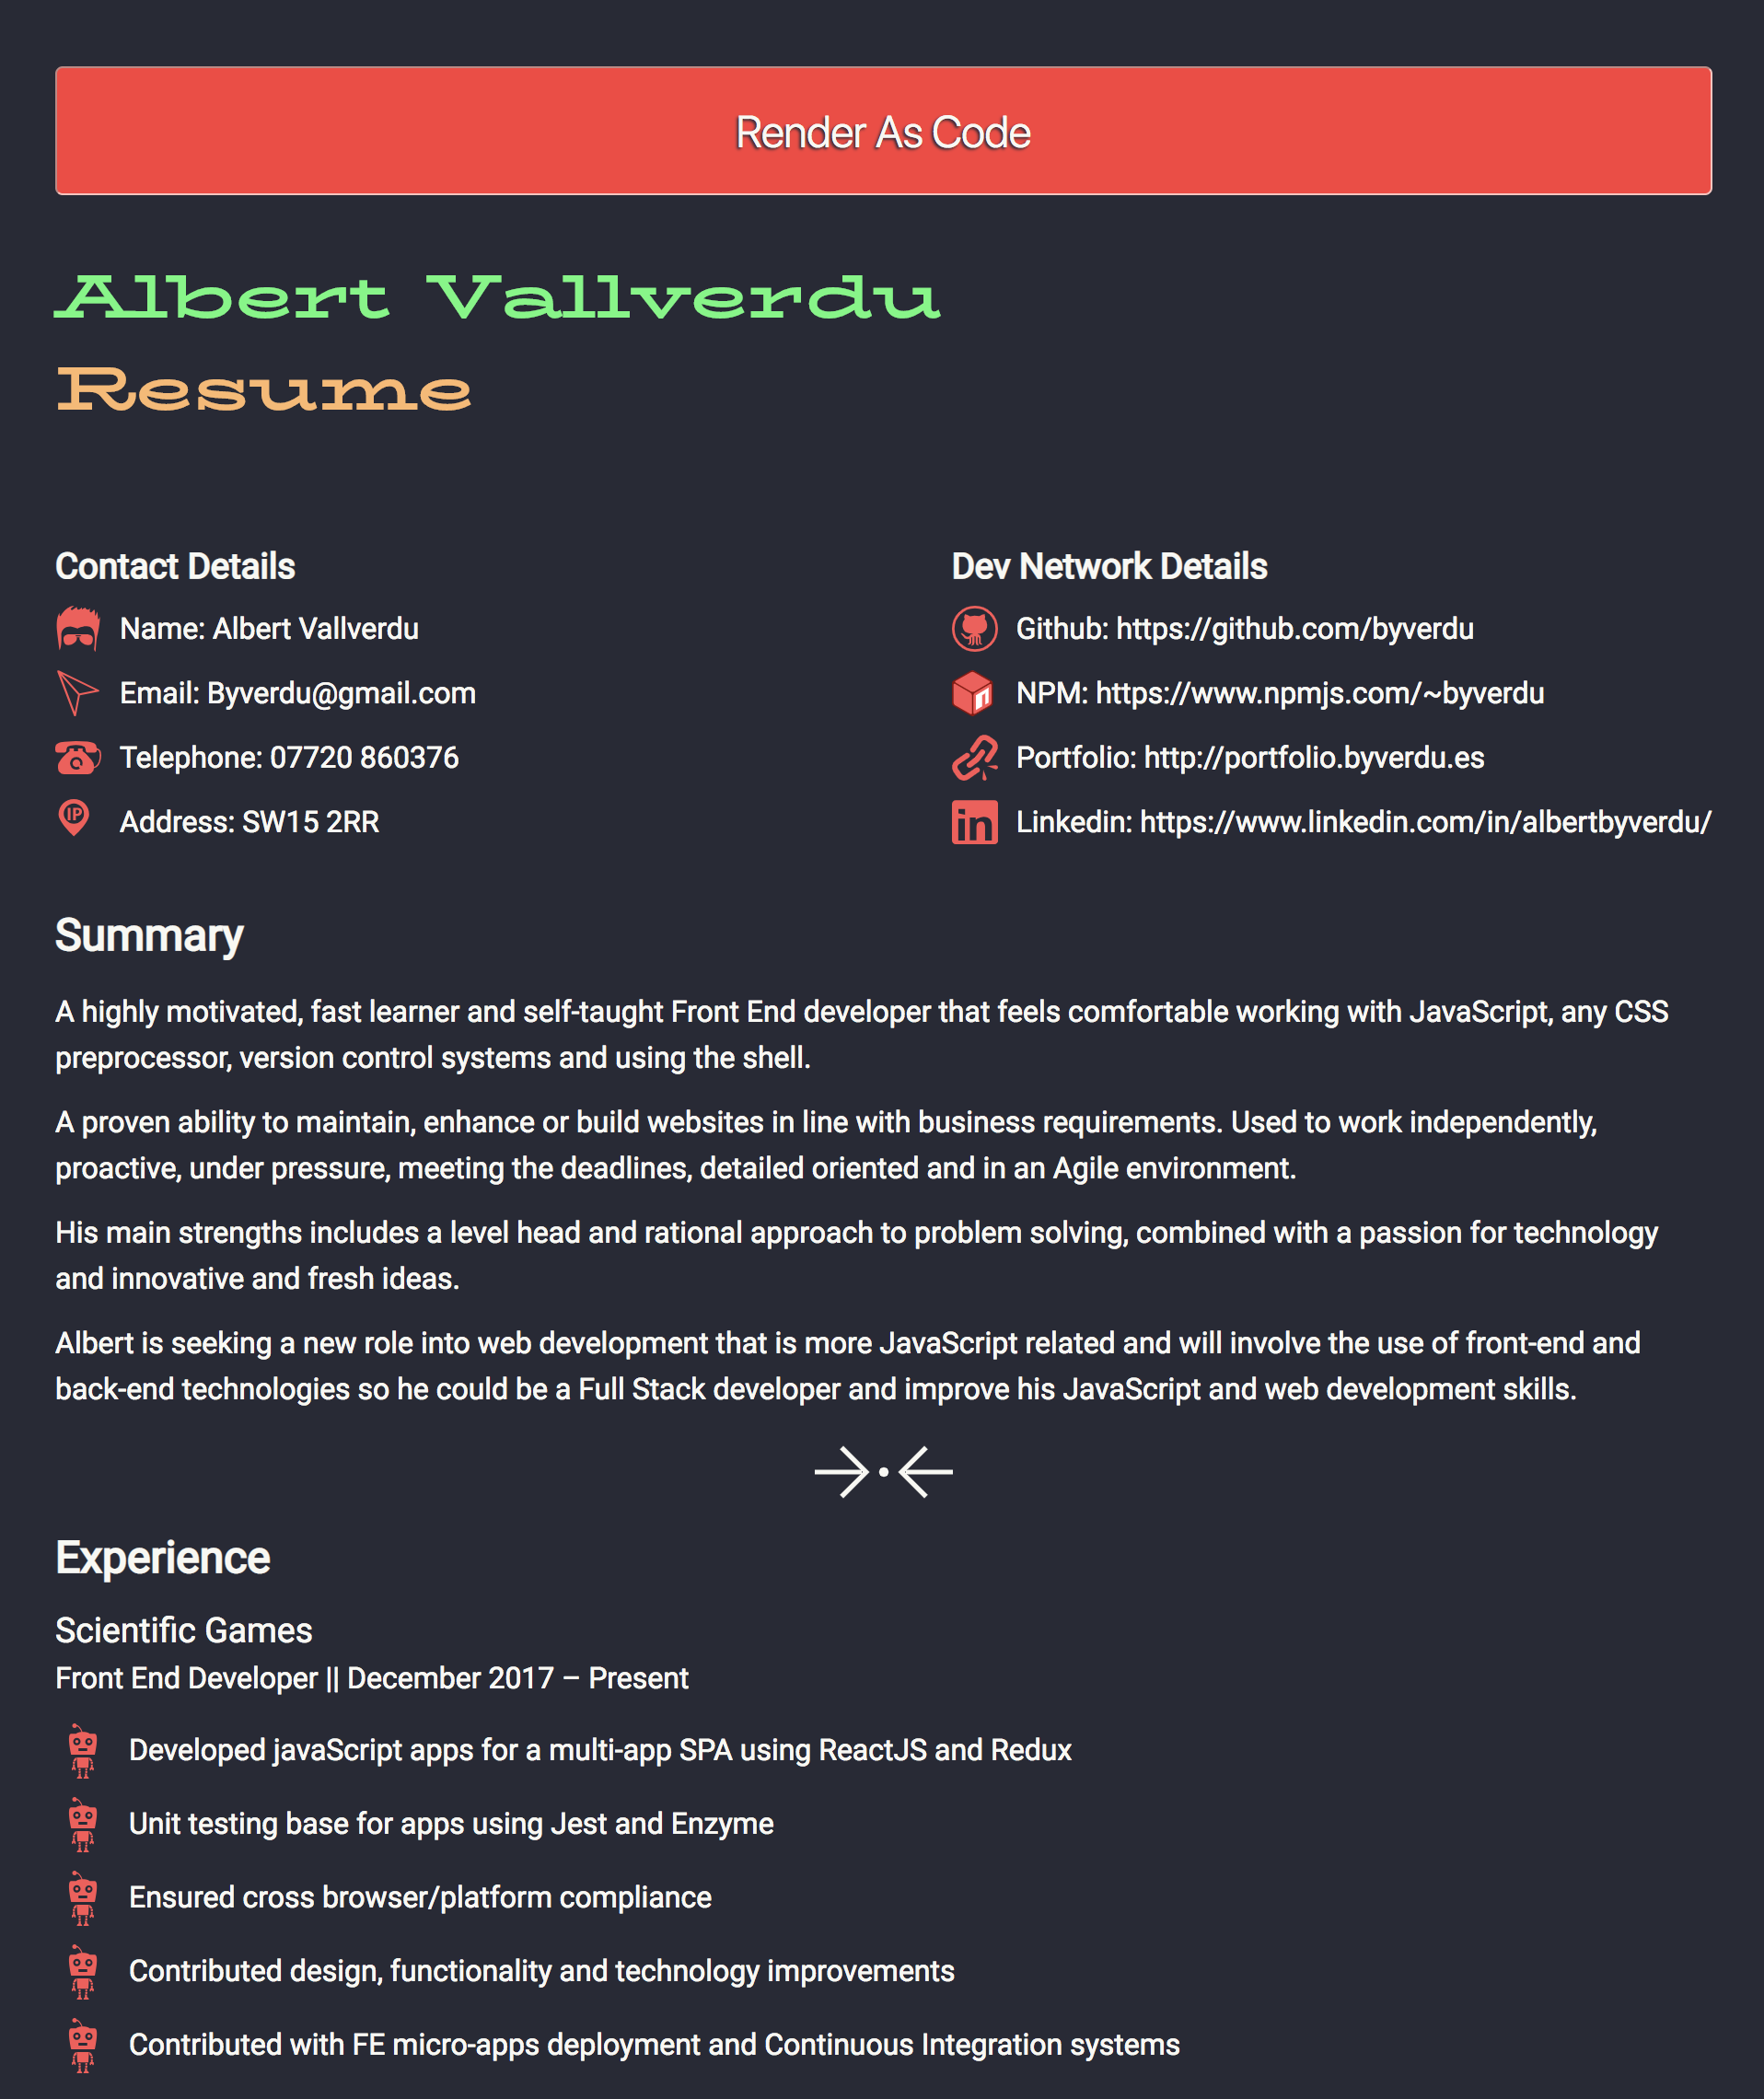 Render As Code
Albert Vallverdu
Resume
Contact Details
Name: Albert Vallverdu
Email: Byverdu@gmail.com
Telephone: 07720 860376
IP
Address: SW15 2RR
Dev Network Details
Github: https://github.com/byverdu
n
NPM: https://www.npmjs.com/~byverdu
Portfolio: http://portfolio.byverdu.es
in
Linkedin: https://www.linkedin.com/in/albertbyverdu/
Summary
A highly motivated, fast learner and self-taught Front End developer that feels comfortable working with JavaScript, any CSS
preprocessor, version control systems and using the shell.
A proven ability to maintain, enhance or build websites in line with business requirements. Used to work independently,
proactive, under pressure, meeting the deadlines, detailed oriented and in an Agile environment.
His main strengths includes a level head and rational approach to problem solving, combined with a passion for technology
and innovative and fresh ideas.
Albert is seeking a new role into web development that is more JavaScript related and will involve the use of front-end and
back-end technologies so he could be a Full Stack developer and improve his JavaScript and web development skills.
Experience
Scientific Games
Front End Developer || December 2017 – Present
Developed javaScript apps for a multi-app SPA using ReactJS and Redux
Unit testing base for apps using Jest and Enzyme
Ensured cross browser/platform compliance
Contributed design, functionality and technology improvements
Contributed with FE micro-apps deployment and Continuous Integration systems